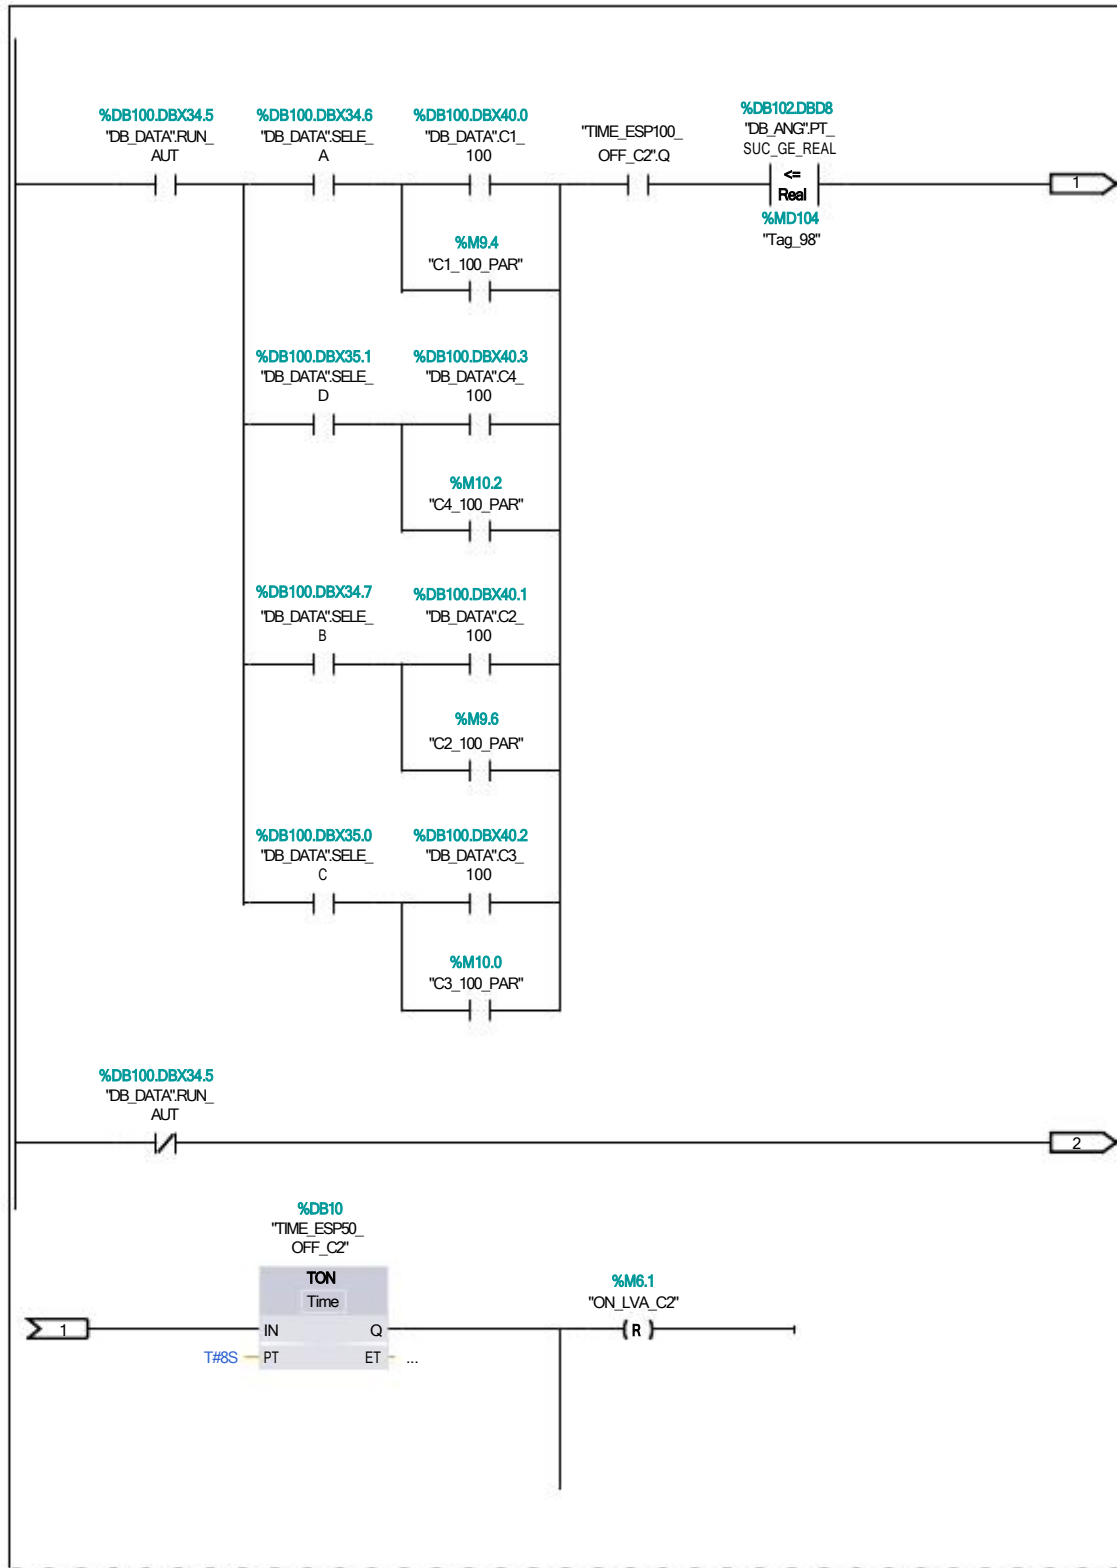 %DB100.DBX34.5
"DB_DATA".RUN_
AUT
%DB100.DBX34.6
"DB_DATA".SELE_
A
%DB100.DBX40.0
"DB_DATA".C1_
100
"TIME_ESP100_
OFF_C2".Q
%DB102.DBD8
"DB_ANG".PT_
SUC_GE_REAL
<=
Real
%MD104
"Tag_98"
1
%M9.4
"C1_100_PAR"
%DB100.DBX35.1
"DB_DATA".SELE_
D
%DB100.DBX40.3
"DB_DATA".C4_
100
%M10.2
"C4_100_PAR"
%DB100.DBX34.7
"DB_DATA".SELE_
B
%DB100.DBX40.1
"DB_DATA".C2_
100
%M9.6
"C2_100_PAR"
%DB100.DBX35.0
"DB_DATA".SELE_
C
%DB100.DBX40.2
"DB_DATA".C3_
100
%M10.0
"C3_100_PAR"
%DB100.DBX34.5
"DB_DATA".RUN_
AUT
2
%DB10
"TIME_ESP50_
OFF_C2"
TON
Time
1
IN Q
T#8S PT ET ...
%M6.1
"ON_LVA_C2"
R